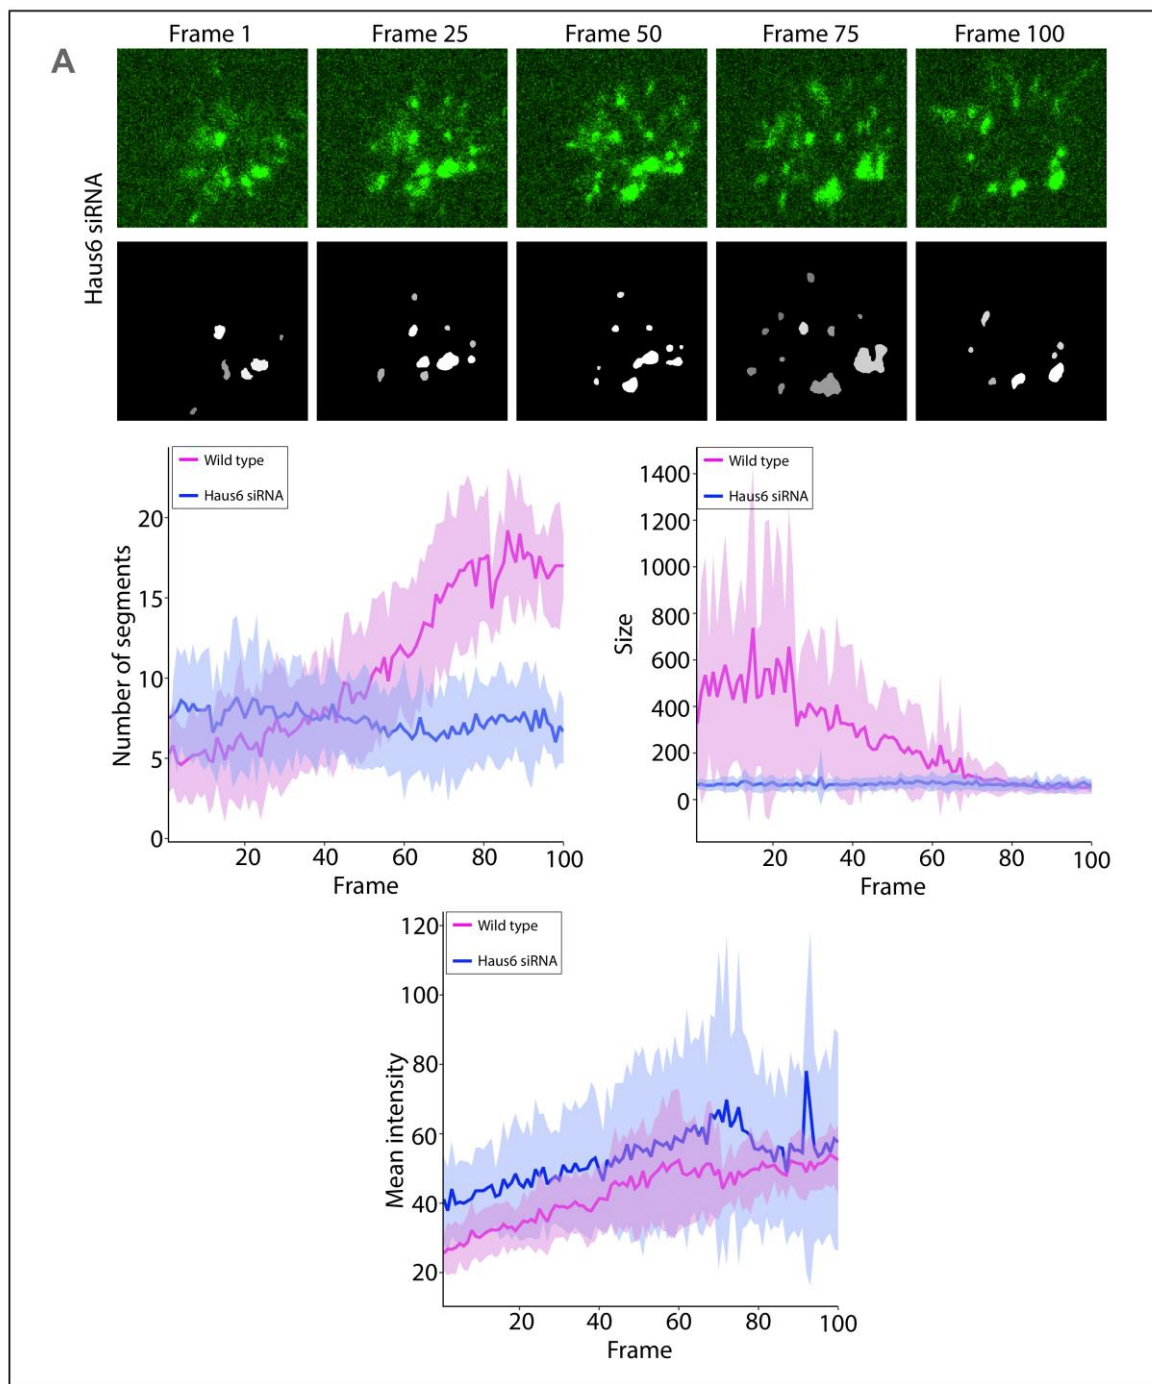 A
Frame 1 Frame 25 Frame 50 Frame 75 Frame 100
Haus6 siRNA
Wild type
Haus6 siRNA
Number of segments
20
15
10
5
0
20 40 60 80 100
Frame
Wild type
Haus6 siRNA
Size
1400
1200
1000
800
600
400
200
0
20 40 60 80 100
Frame
Wild type
Haus6 siRNA
Mean intensity
120
100
80
60
40
20
20 40 60 80 100
Frame